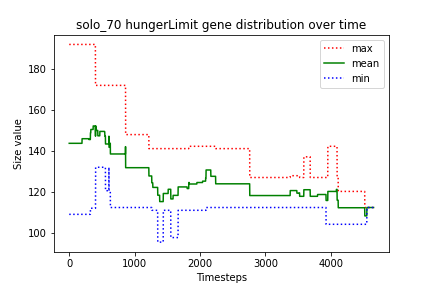 solo_70 hungerLimit gene distribution over time
max
mean
min
Size value
180
160
140
120
100
0
1000
2000
3000
4000
Timesteps